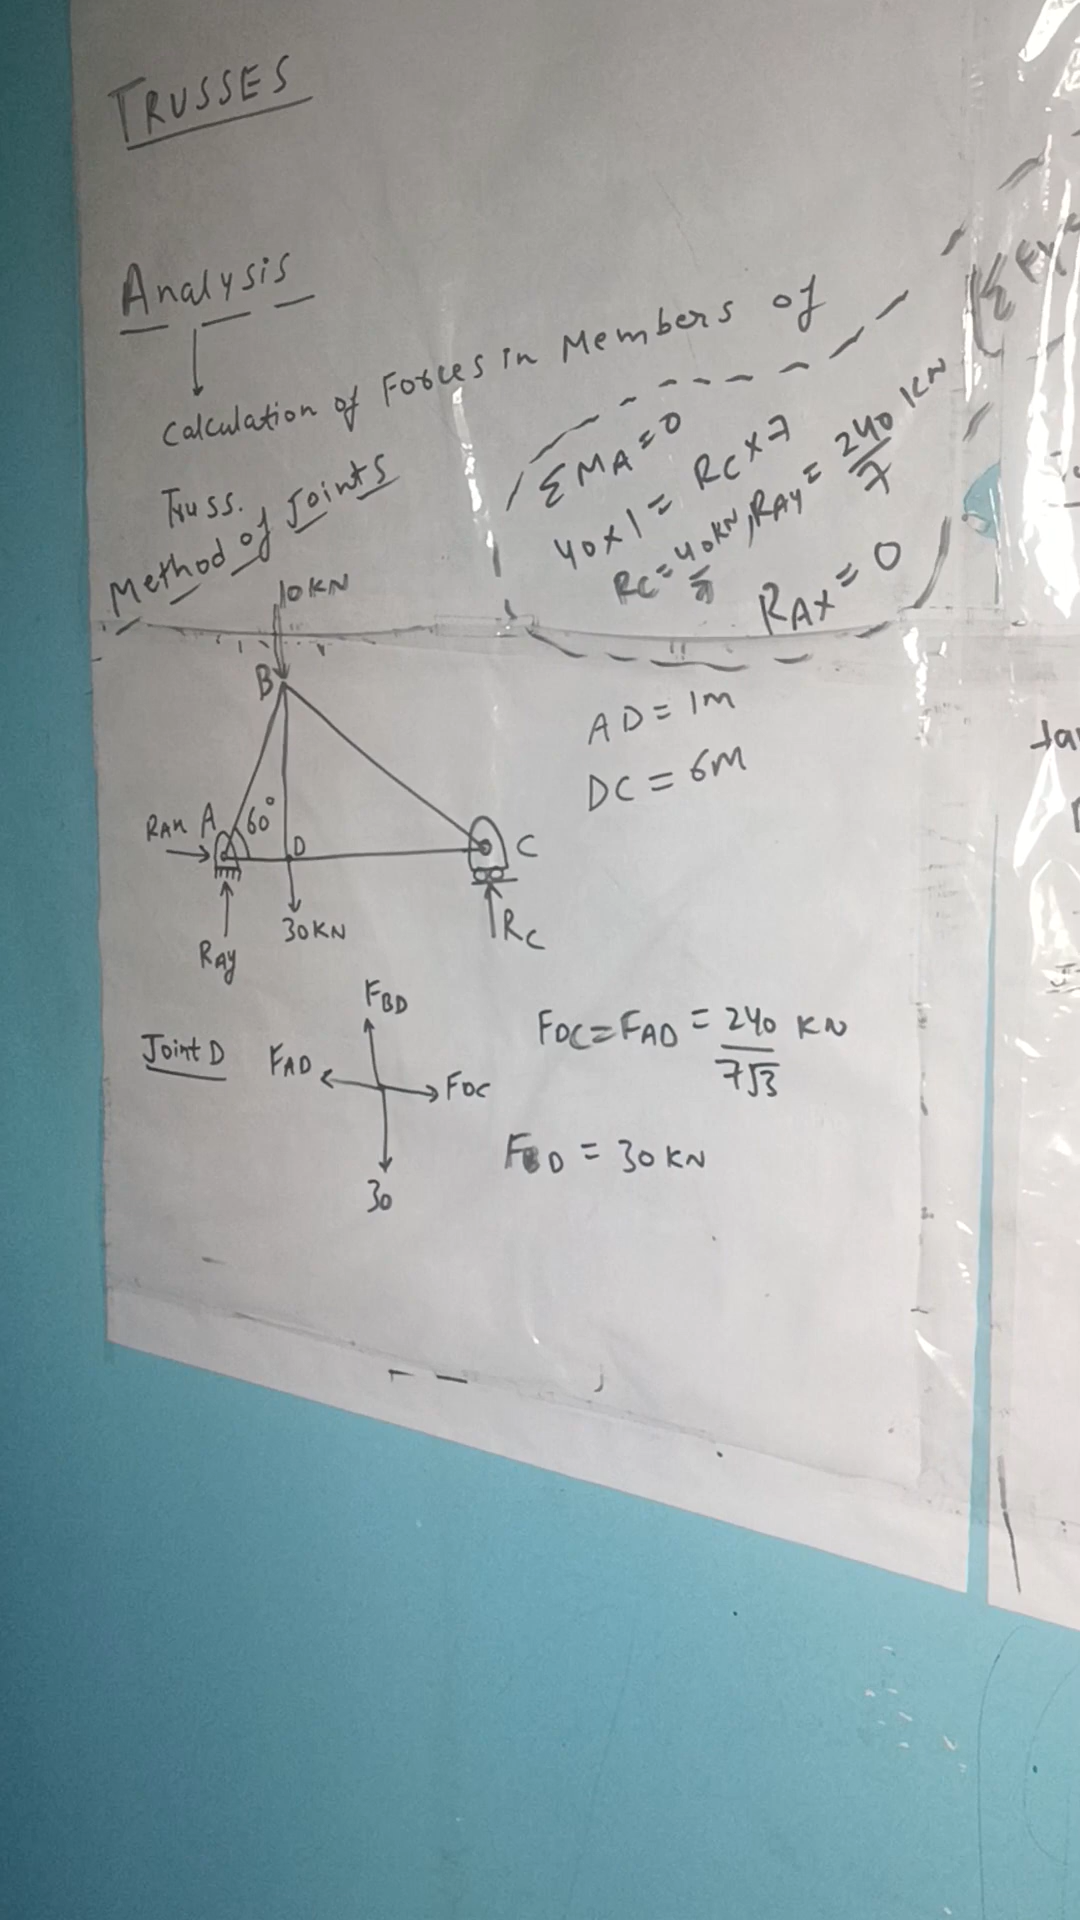 TRUSSES
Analysis
Calculation of Forces in Members of
Truss.
Method of Joints
ΣMA=0
40×1 = RC×7
RC=40/7 KN, RAY=240/7 KN
RAX=0
10KN
B
AD=1M
DC=6M
RAX A 60°
D
C
30KN
RAY
RC
Joint D
FBD
FAD
FDC
30
FDC=FAD=240/7√3 KN
FBD=30KN